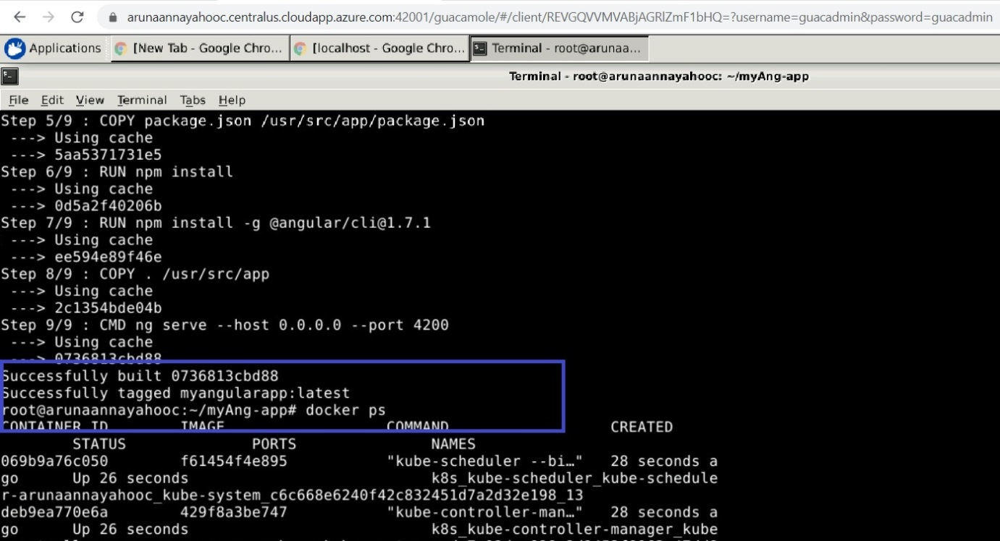 arunaannayahooc.centralus.cloudapp.azure.com:42001/guacamole/#/client/REVGQVVMVABjAGRlZmF1bHQ=?username=guacadmin&password=guacadmin
Applications [New Tab - Google Chro... [localhost - Google Chro... Terminal - root@arunaa...
Terminal - root@arunaannayahooc: ~/myAng-app
File Edit View Terminal Tabs Help
Step 5/9 : COPY package.json /usr/src/app/package.json
---> Using cache
---> 5aa5371731e5
Step 6/9 : RUN npm install
---> Using cache
---> 0d5a2f40206b
Step 7/9 : RUN npm install -g @angular/cli@1.7.1
---> Using cache
---> ee594e89f46e
Step 8/9 : COPY . /usr/src/app
---> Using cache
---> 2c1354bde04b
Step 9/9 : CMD ng serve --host 0.0.0.0 --port 4200
---> Using cache
---> 0736813cbd88
Successfully built 0736813cbd88
Successfully tagged myangularapp:latest
root@arunaannayahooc:~/myAng-app# docker ps
CONTAINER ID IMAGE COMMAND CREATED
STATUS PORTS NAMES
069b9a76c050 f61454f4e895 "kube-scheduler --bi…" 28 seconds a
go Up 26 seconds k8s_kube-scheduler_kube-schedule
r-arunaannayahooc_kube-system_c6c668e6240f42c832451d7a2d32e198_13
deb9ea770e6a 429f8a3be747 "kube-controller-man…" 28 seconds a
go Up 26 seconds k8s_kube-controller-manager_kube